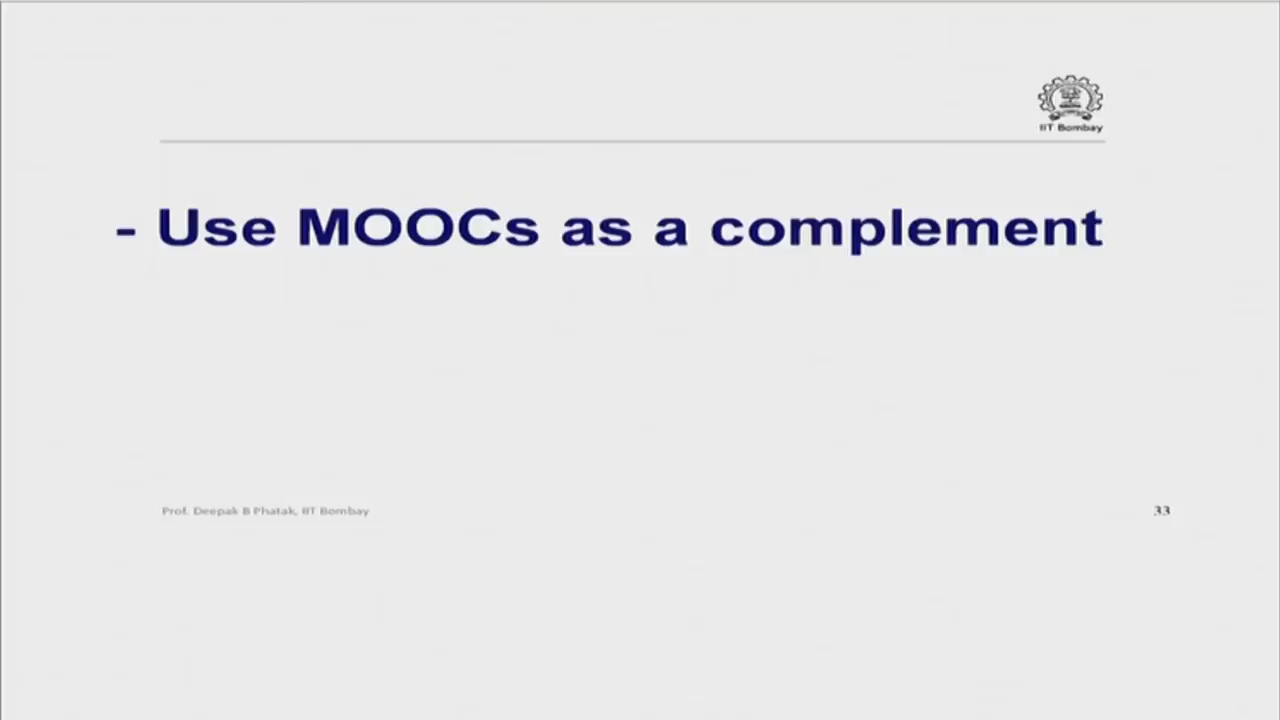 IIT Bombay
- Use MOOCs as a complement
Prof. Deepak B Phatak, IIT Bombay
33